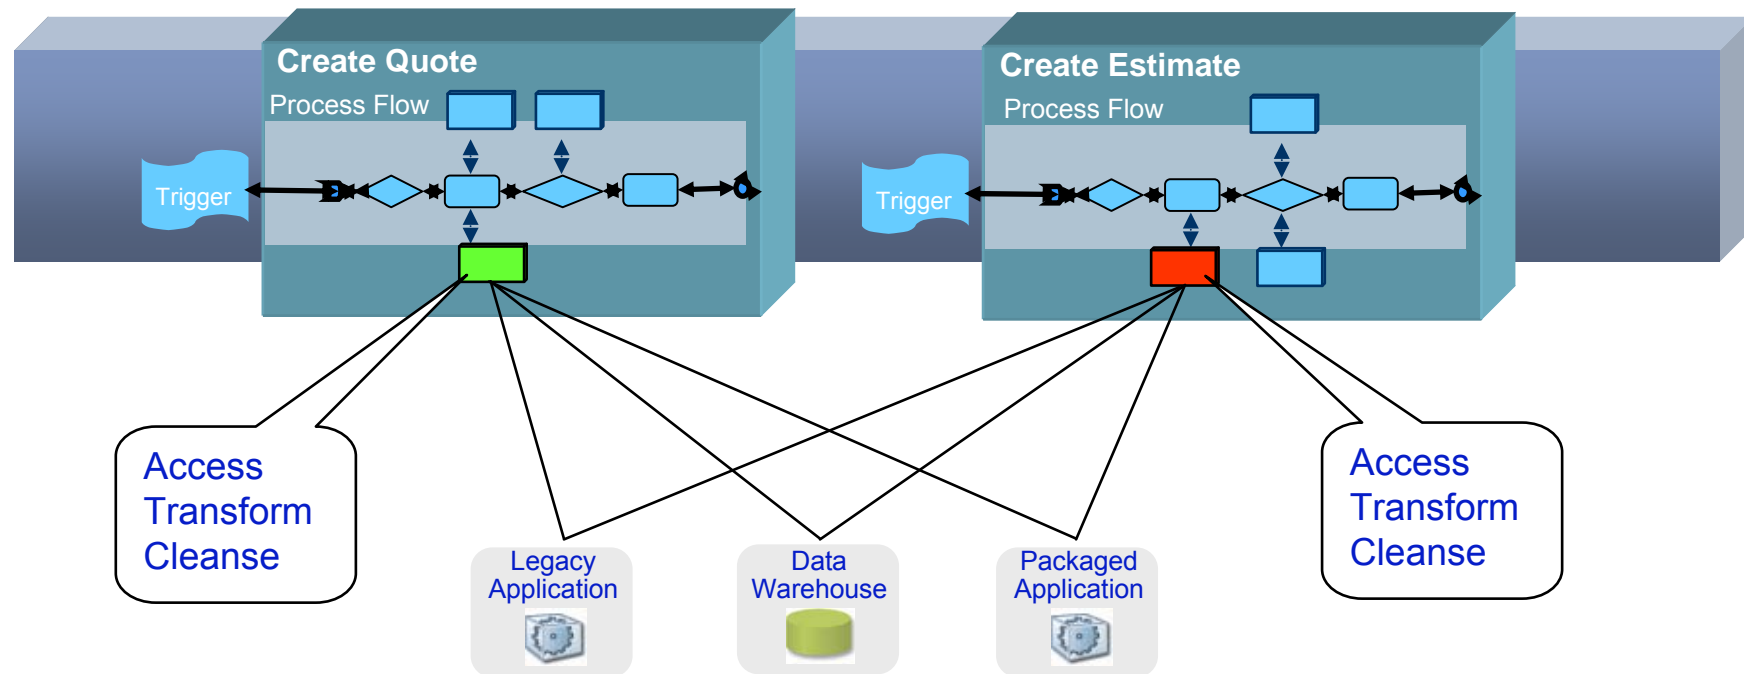 Create Quote
Process Flow
Trigger
Create Estimate
Process Flow
Trigger
Access
Transform
Cleanse
Access
Transform
Cleanse
Legacy
Application
Data
Warehouse
Packaged
Application